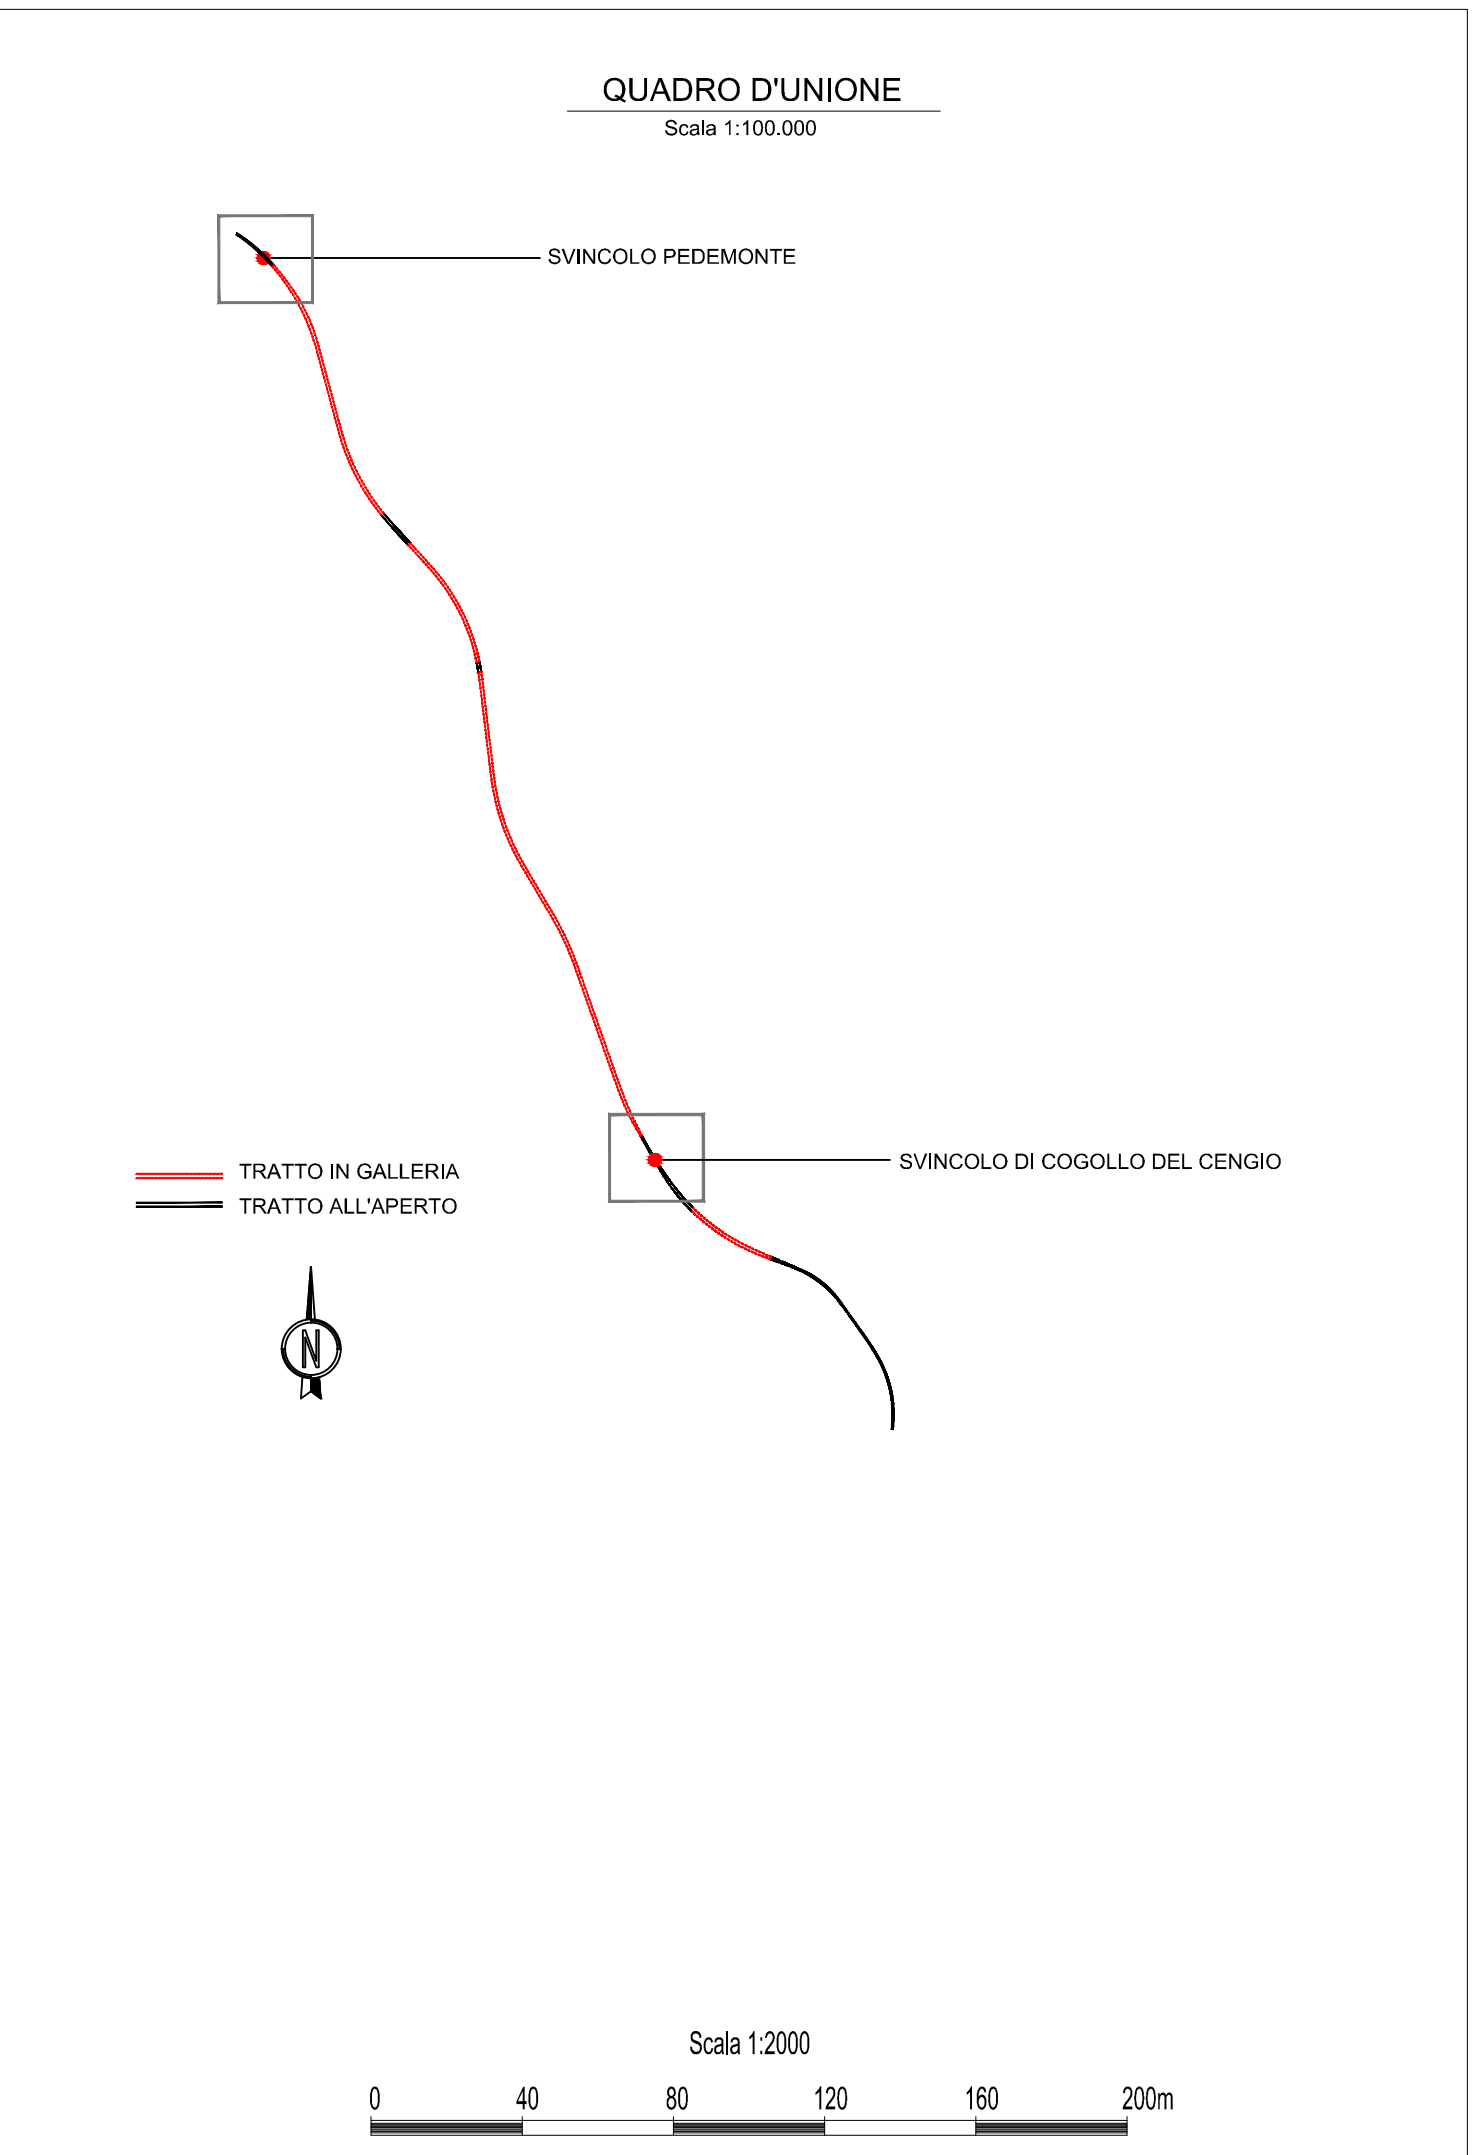 QUADRO D'UNIONE
Scala 1:100.000
SVINCOLO PEDEMONTE
SVINCOLO DI COGOLLO DEL CENGIO
TRATTO IN GALLERIA
TRATTO ALL'APERTO
N
Scala 1:2000
0 40 80 120 160 200m